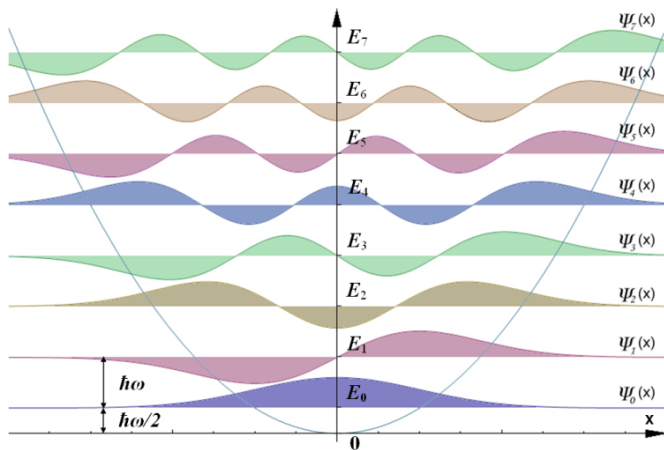 E₇ Ψ₇(x)
E₆ Ψ₆(x)
E₅ Ψ₅(x)
E₄ Ψ₄(x)
E₃ Ψ₃(x)
E₂ Ψ₂(x)
E₁ Ψ₁(x)
ħω
E₀ Ψ₀(x)
ħω/2
0
x